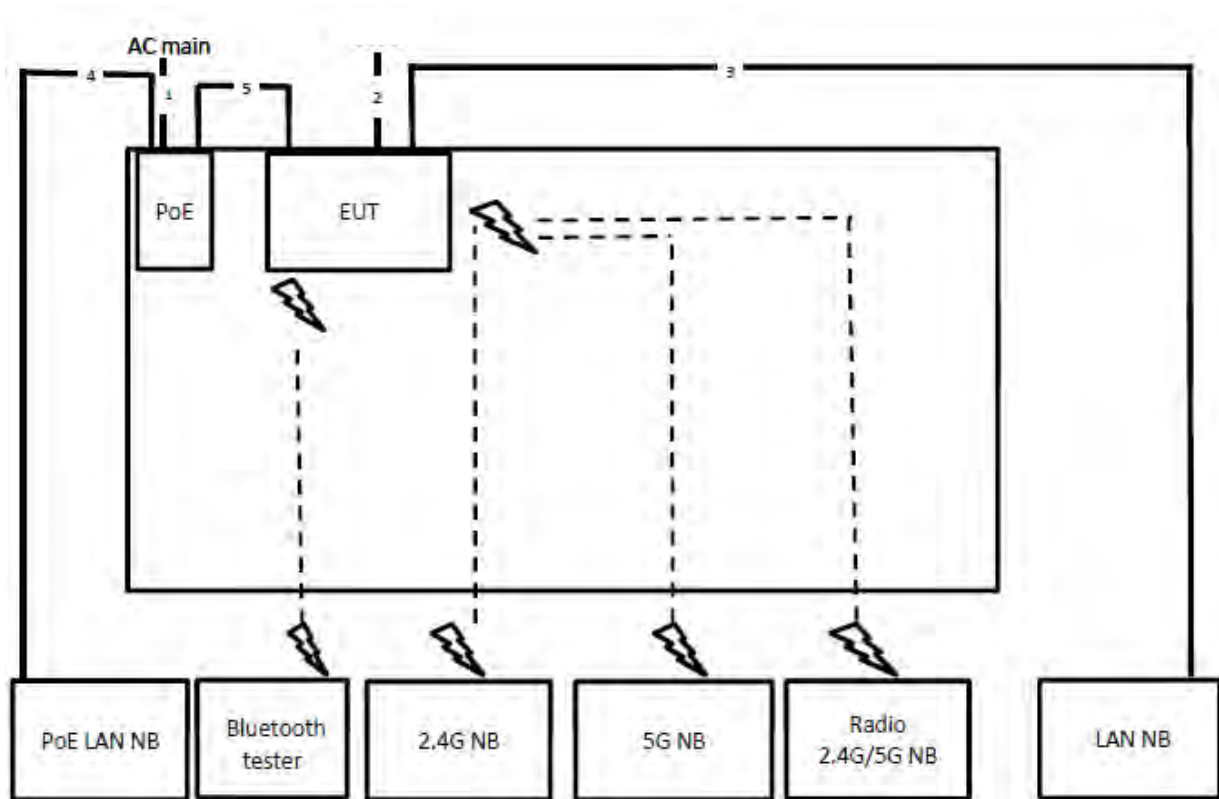 AC main
4
1
5
2
3
PoE
EUT
PoE LAN NB
Bluetooth
tester
2.4G NB
5G NB
Radio
2.4G/5G NB
LAN NB